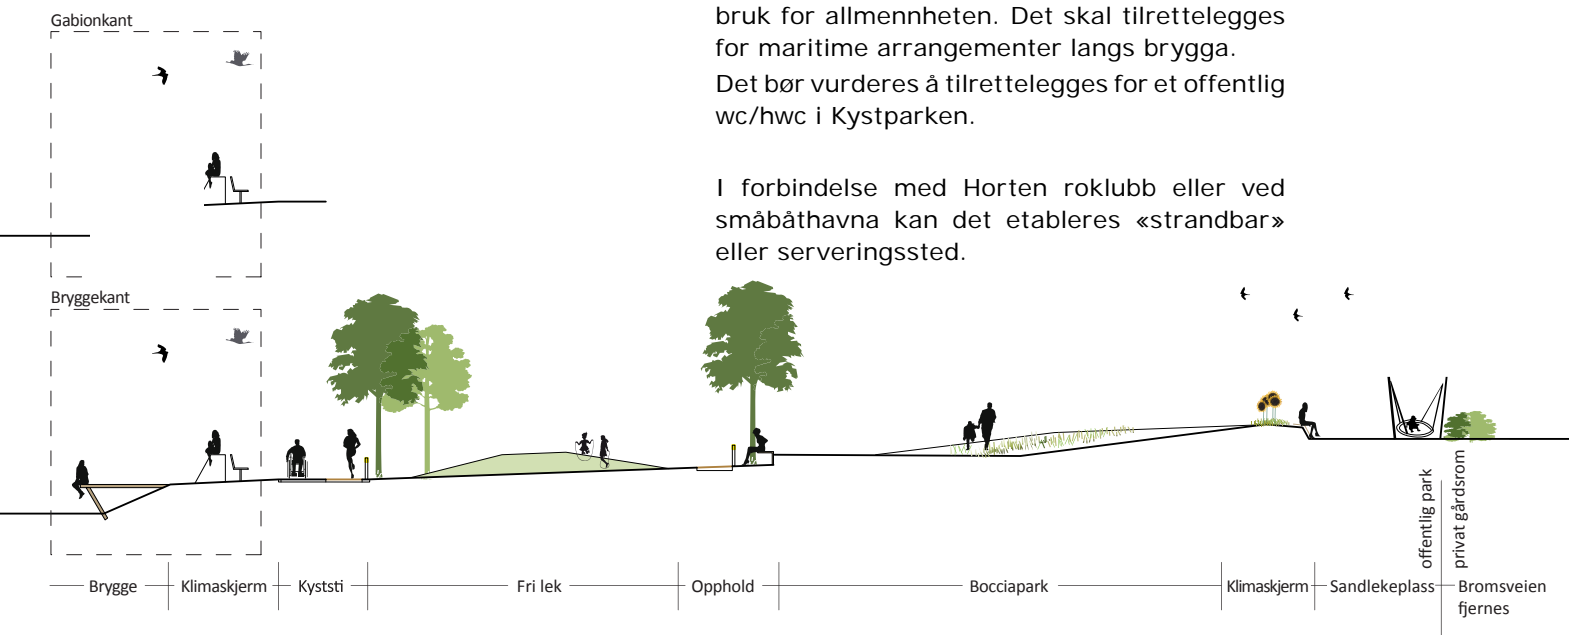 Gabionkant
bruk for allmennheten. Det skal tilrettelegges
for maritime arrangementer langs brygga.
Det bør vurderes å tilrettelegges for et offentlig
wc/hwc i Kystparken.
I forbindelse med Horten roklubb eller ved
småbåthavna kan det etableres «strandbar»
eller serveringssted.
Bryggekant
offentlig park
privat gårdsrom
Brygge
Klimaskjerm
Kyststi
Fri lek
Opphold
Bocciapark
Klimaskjerm
Sandlekeplass
Bromsveien
fjernes